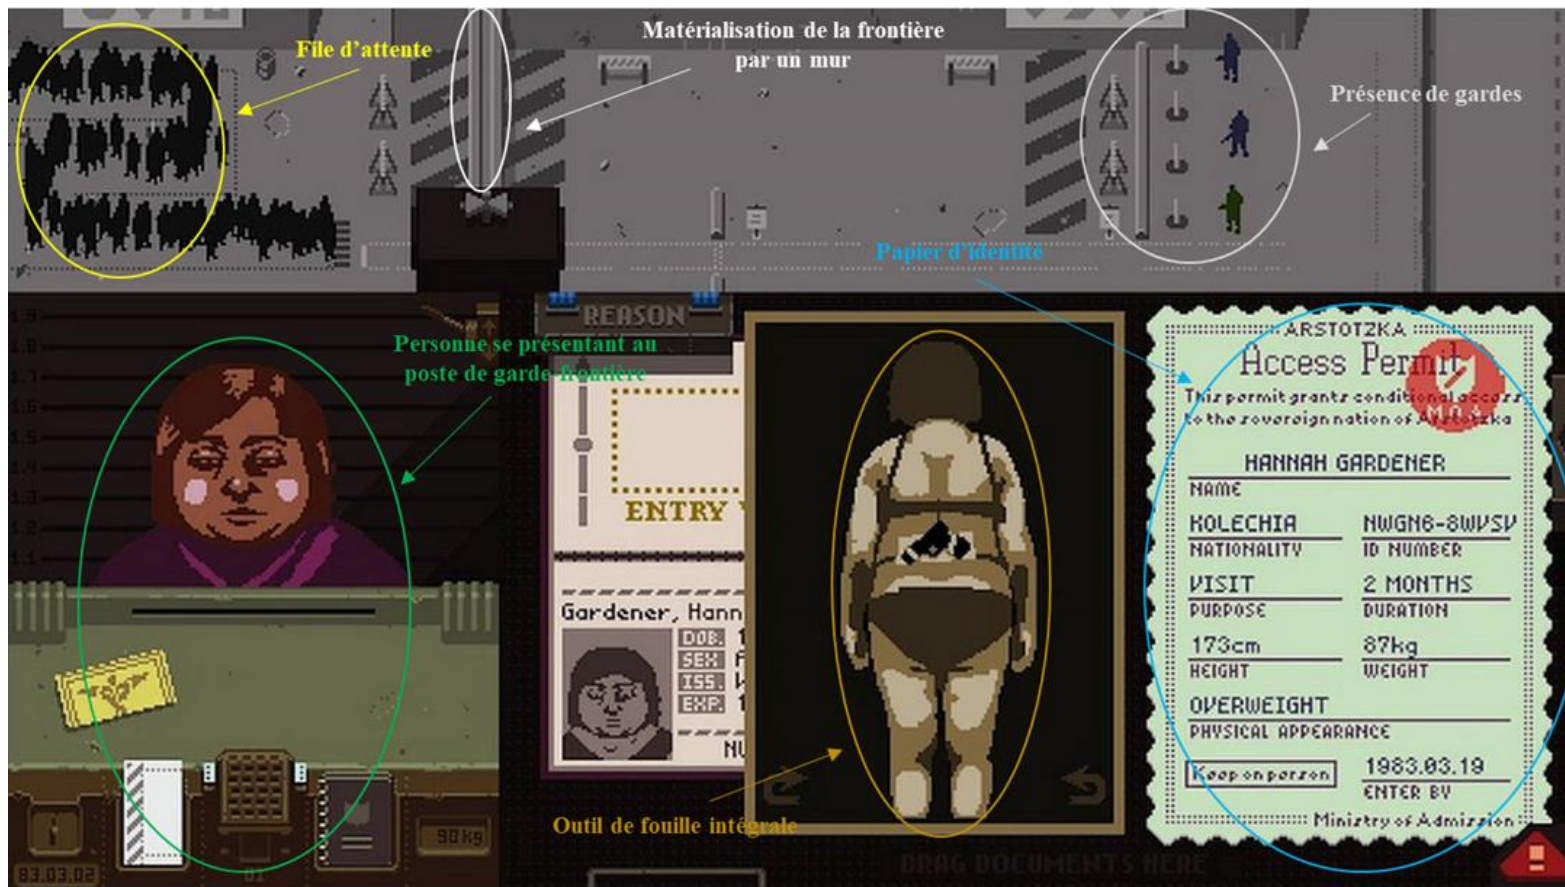 File d’attente
Matérialisation de la frontière
par un mur
Présence de gardes
Papier d’identité
REASON
Personne se présentant au
poste de garde-frontière
ARSTOTZKA
Access Permit
This permit grants conditional access
to the sovereign nation of Arstotzka
M.O.A
HANNAH GARDENER
NAME
KOLECHIA NWGN6-8WVSV
NATIONALITY ID NUMBER
VISIT 2 MONTHS
PURPOSE DURATION
173cm 87kg
HEIGHT WEIGHT
OVERWEIGHT
PHYSICAL APPEARANCE
Keep on person 1983.03.19
ENTER BY
Ministry of Admission
ENTRY
Gardener, Hann
DOB.
SEX
ISS.
EXP.
Outil de fouille intégrale
90kg
83.03.02
01
DRAG DOCUMENTS HERE